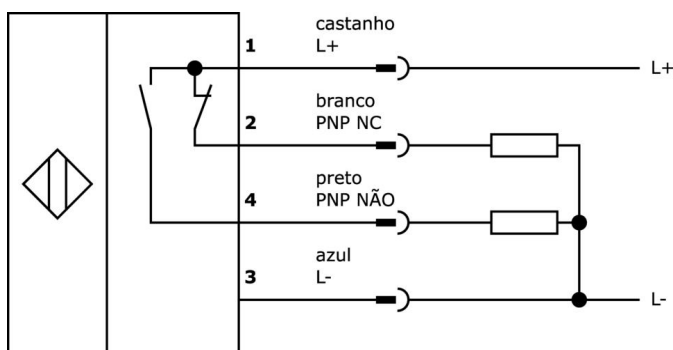 castanho
1 L+
L+
branco
2 PNP NC
preto
4 PNP NÃO
azul
3 L-
L-